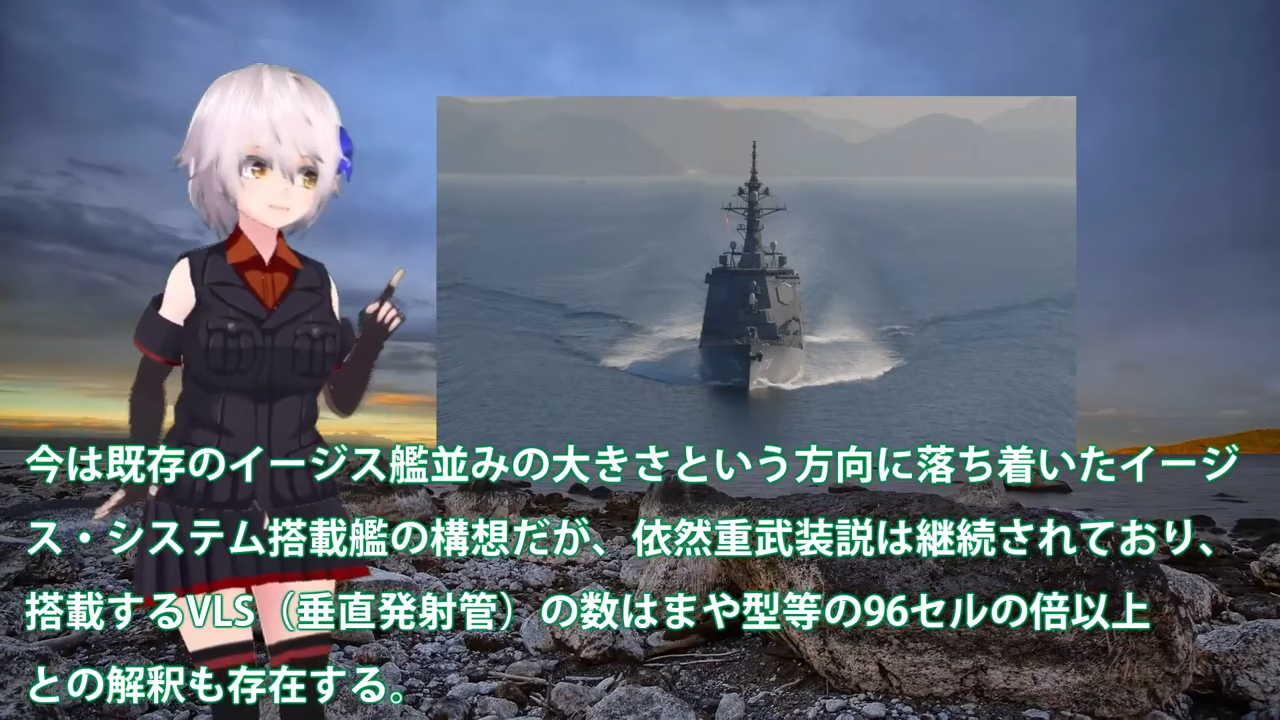 今は既存のイージス艦並みの大きさという方向に落ち着いたイージ
ス・システム搭載艦の構想だが、依然重武装説は継続されており、
搭載するVLS（垂直発射管）の数はまや型等の96セルの倍以上
との解釈も存在する。